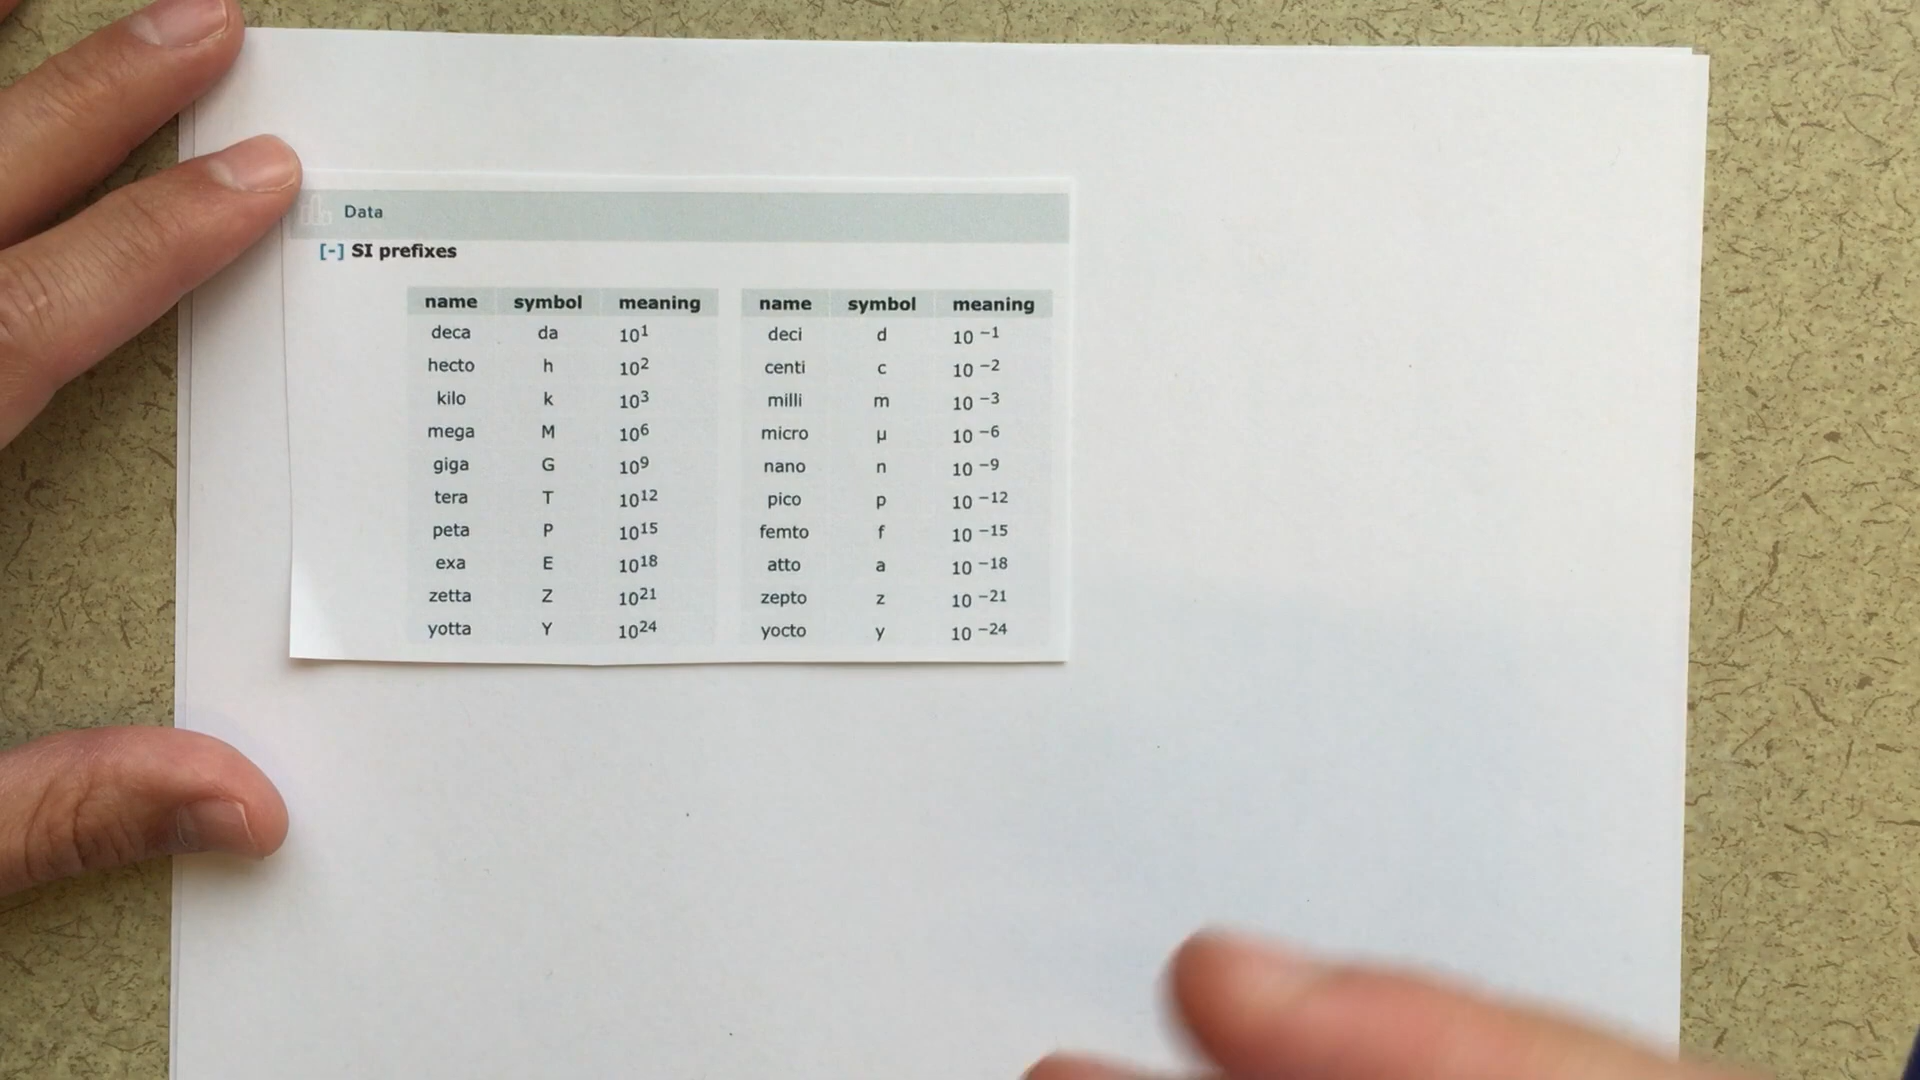 Data
[-] SI prefixes
name symbol meaning name symbol meaning
deca da 10¹ deci d 10 ⁻¹
hecto h 10² centi c 10 ⁻²
kilo k 10³ milli m 10 ⁻³
mega M 10⁶ micro μ 10 ⁻⁶
giga G 10⁹ nano n 10 ⁻⁹
tera T 10¹² pico p 10 ⁻¹²
peta P 10¹⁵ femto f 10 ⁻¹⁵
exa E 10¹⁸ atto a 10 ⁻¹⁸
zetta Z 10²¹ zepto z 10 ⁻²¹
yotta Y 10²⁴ yocto y 10 ⁻²⁴